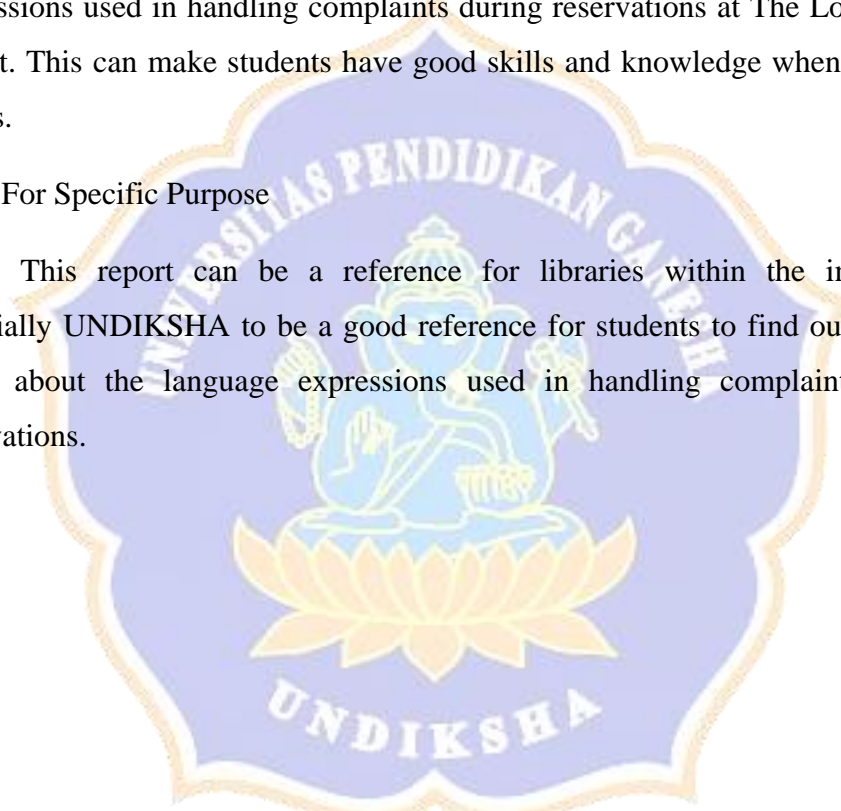 ssions used in handling complaints during reservations at The Lo
t. This can make students have good skills and knowledge when
s.
For Specific Purpose
This report can be a reference for libraries within the in
ially UNDIKSHA to be a good reference for students to find ou
about the language expressions used in handling complaint
vations.
UNIVERSITAS PENDIDIKAN GANESHA
UNDIKSHA